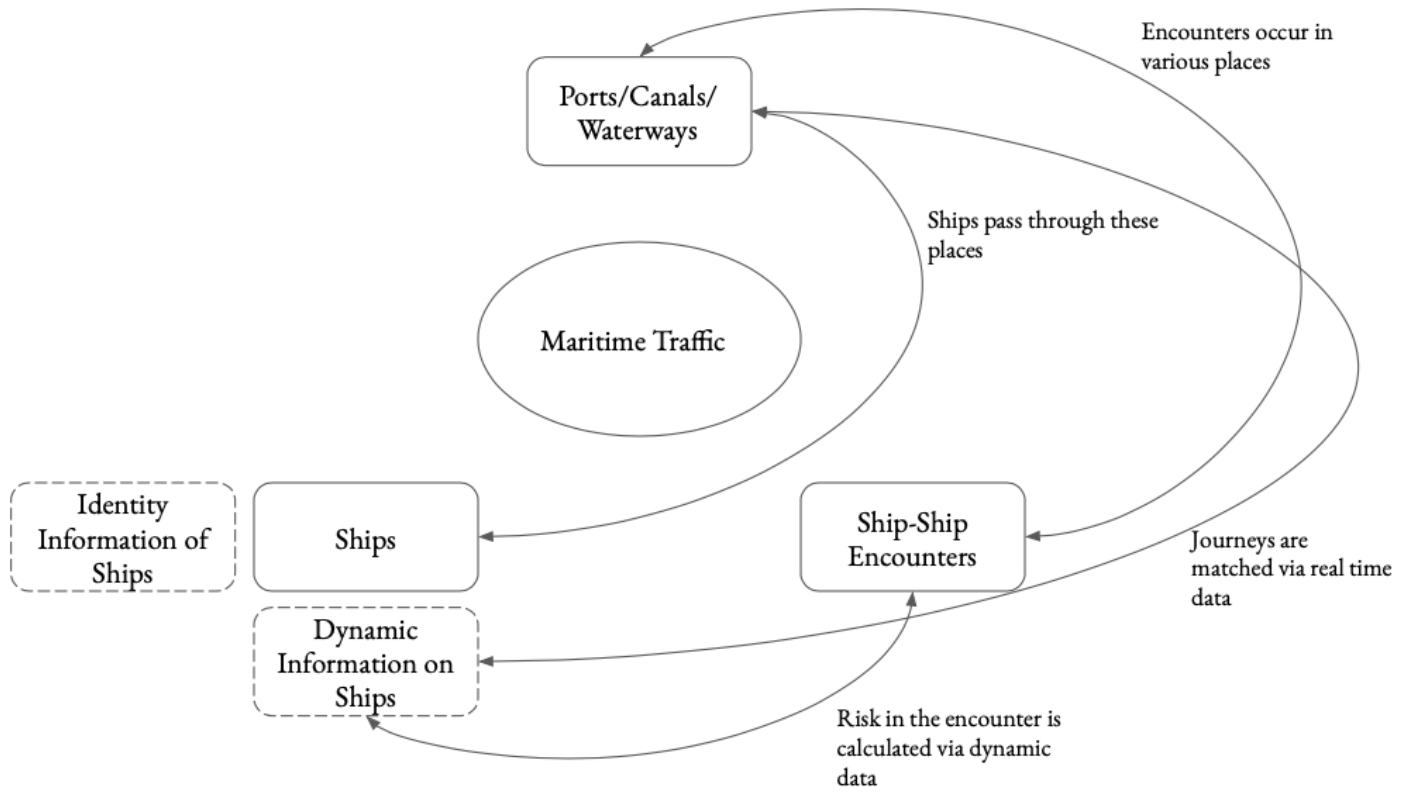 Encounters occur in
various places
Ports/Canals/
Waterways
Ships pass through these
places
Maritime Traffic
Identity
Information of
Ships
Ships
Ship-Ship
Encounters
Journeys are
matched via real time
data
Dynamic
Information on
Ships
Risk in the encounter is
calculated via dynamic
data